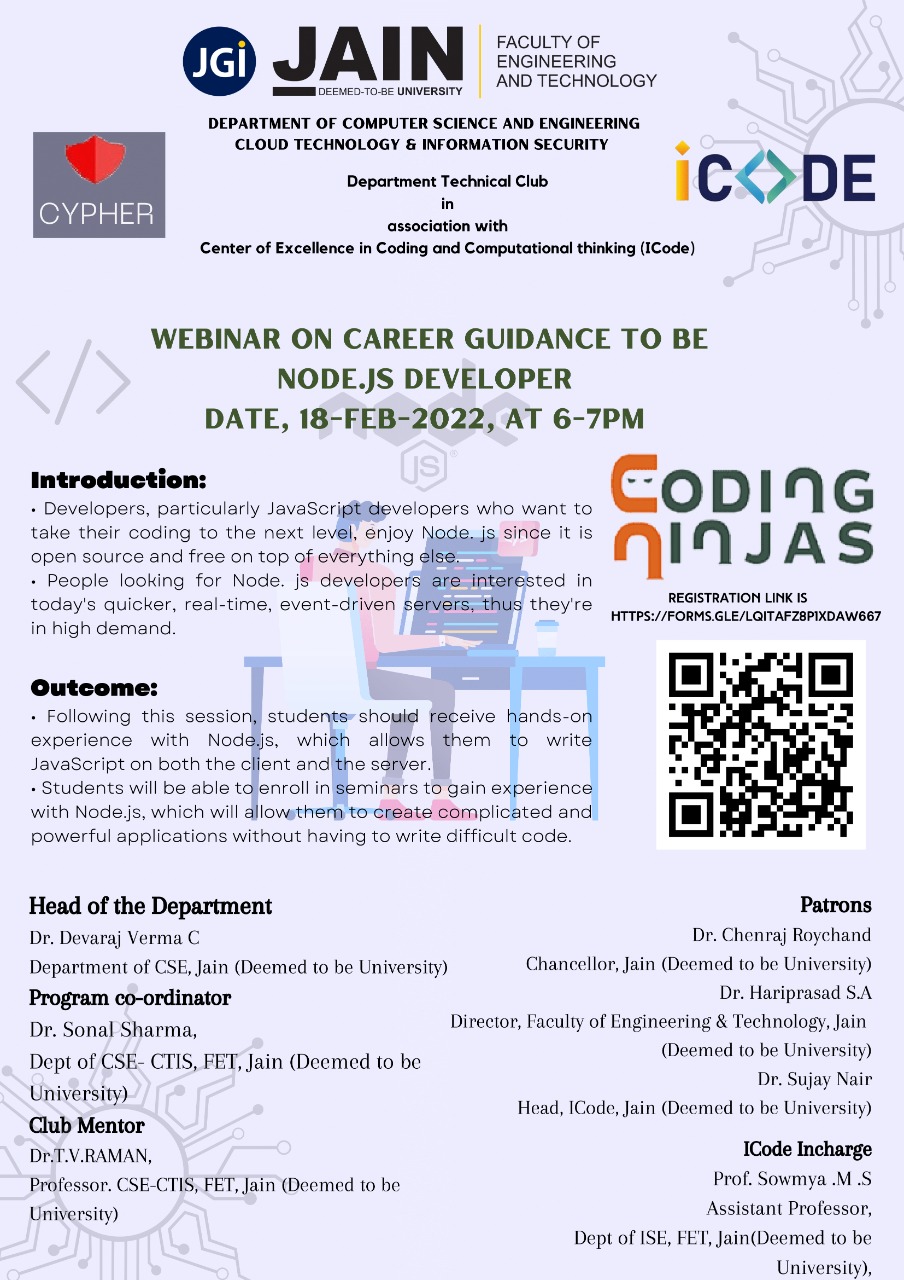 JGi JAIN
DEEMED-TO-BE UNIVERSITY
FACULTY OF
ENGINEERING
AND TECHNOLOGY
DEPARTMENT OF COMPUTER SCIENCE AND ENGINEERING
CLOUD TECHNOLOGY & INFORMATION SECURITY
CYPHER
Department Technical Club
in
association with
Center of Excellence in Coding and Computational thinking (ICode)
iCODE
WEBINAR ON CAREER GUIDANCE TO BE
NODE.JS DEVELOPER
DATE, 18-FEB-2022, AT 6-7PM
node
JS®
Introduction:
• Developers, particularly JavaScript developers who want to
take their coding to the next level, enjoy Node. js since it is
open source and free on top of everything else.
• People looking for Node. js developers are interested in
today's quicker, real-time, event-driven servers, thus they're
in high demand.
CODING
NINJAS
REGISTRATION LINK IS
HTTPS://FORMS.GLE/LQITAFZ8P1XDAW667
Outcome:
• Following this session, students should receive hands-on
experience with Node.js, which allows them to write
JavaScript on both the client and the server.
• Students will be able to enroll in seminars to gain experience
with Node.js, which will allow them to create complicated and
powerful applications without having to write difficult code.
Head of the Department
Dr. Devaraj Verma C
Department of CSE, Jain (Deemed to be University)
Program co-ordinator
Dr. Sonal Sharma,
Dept of CSE- CTIS, FET, Jain (Deemed to be
University)
Club Mentor
Dr.T.V.RAMAN,
Professor. CSE-CTIS, FET, Jain (Deemed to be
University)
Patrons
Dr. Chenraj Roychand
Chancellor, Jain (Deemed to be University)
Dr. Hariprasad S.A
Director, Faculty of Engineering & Technology, Jain
(Deemed to be University)
Dr. Sujay Nair
Head, ICode, Jain (Deemed to be University)
ICode Incharge
Prof. Sowmya .M .S
Assistant Professor,
Dept of ISE, FET, Jain(Deemed to be
University),